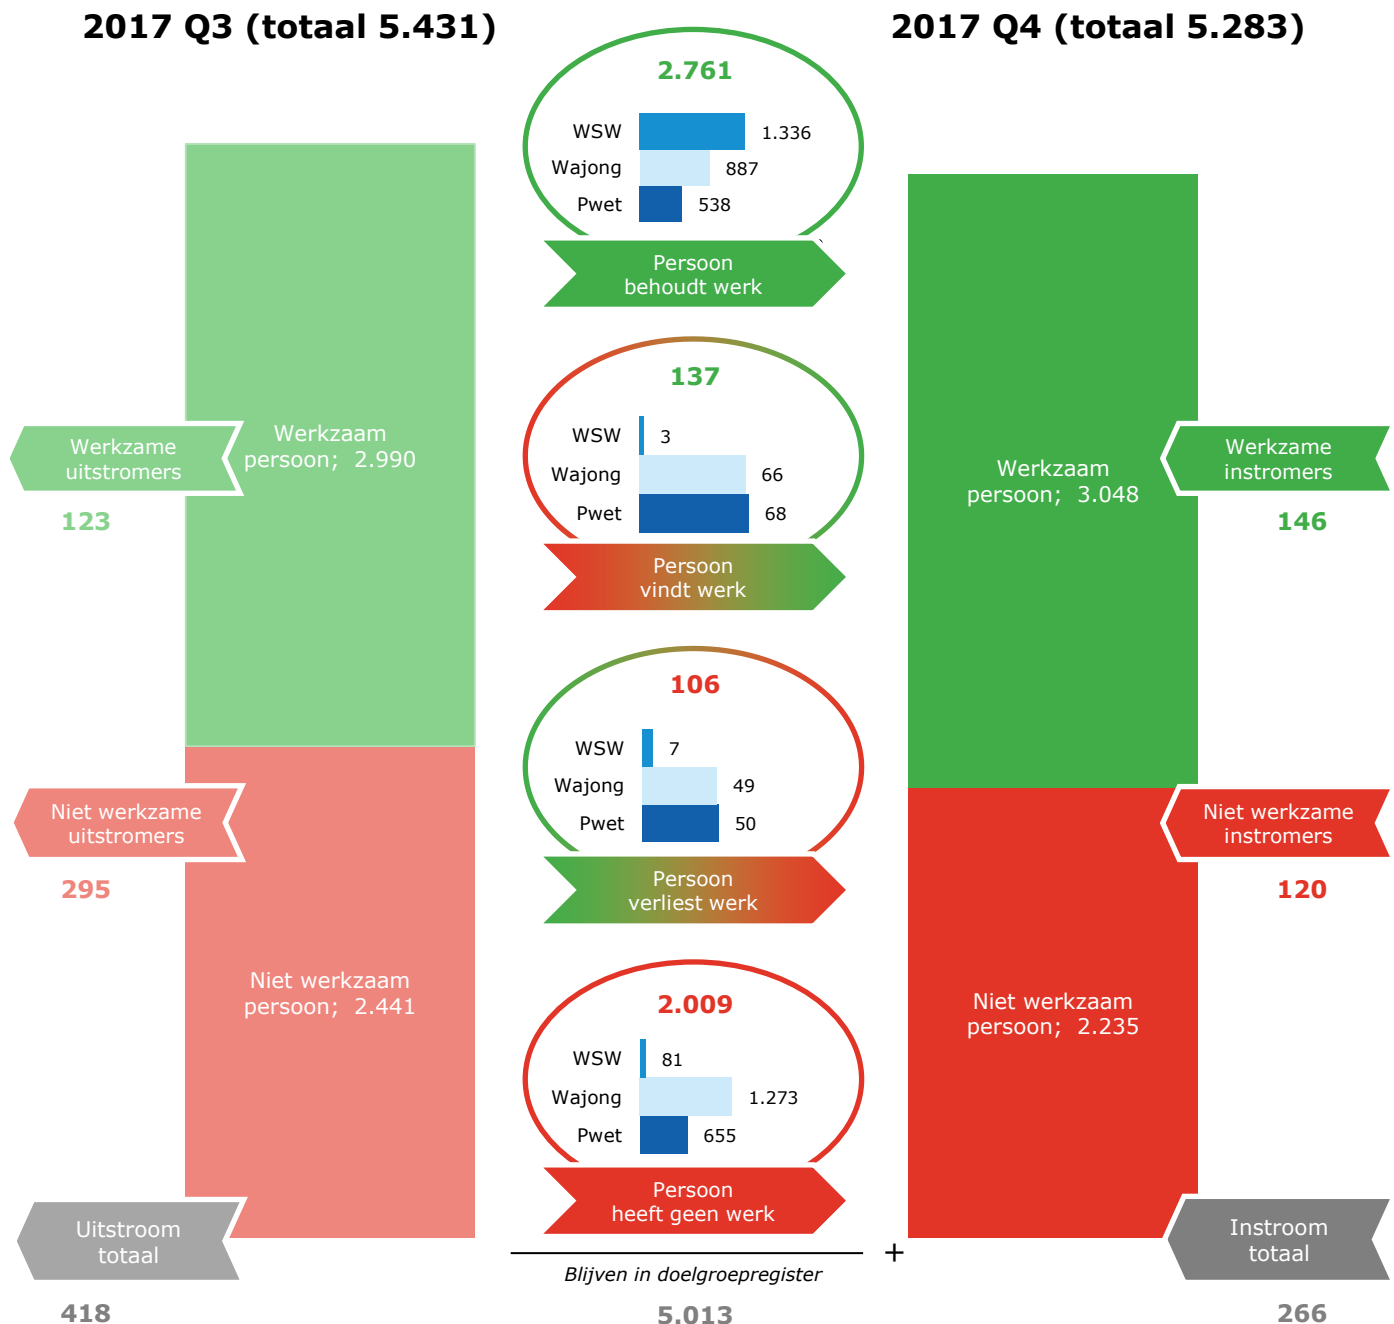 2017 Q3 (totaal 5.431)
2017 Q4 (totaal 5.283)
2.761
WSW 1.336
Wajong 887
Pwet 538
Persoon
behoudt werk
137
WSW 3
Wajong 66
Pwet 68
Persoon
vindt werk
106
WSW 7
Wajong 49
Pwet 50
Persoon
verliest werk
2.009
WSW 81
Wajong 1.273
Pwet 655
Persoon
heeft geen werk
Blijven in doelgroepregister
5.013
+
Werkzame
uitstromers
123
Werkzaam
persoon; 2.990
Niet werkzame
uitstromers
295
Niet werkzaam
persoon; 2.441
Uitstroom
totaal
418
Werkzaam
persoon; 3.048
Werkzame
instromers
146
Niet werkzame
instromers
120
Niet werkzaam
persoon; 2.235
Instroom
totaal
266